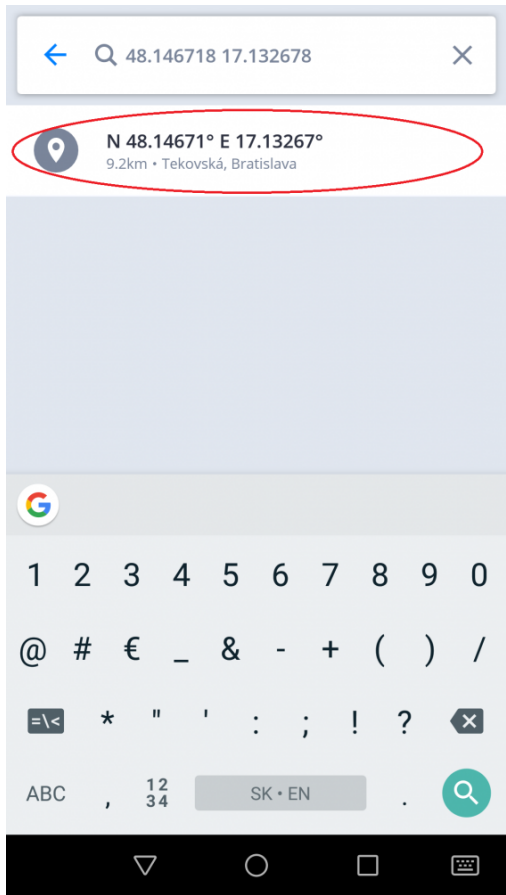 48.146718 17.132678
N 48.14671° E 17.13267°
9.2km • Tekovská, Bratislava
G
1 2 3 4 5 6 7 8 9 0
@ # € _ & - + ( ) /
=\< * " ' : ; ! ?
ABC , 12 34 SK • EN .